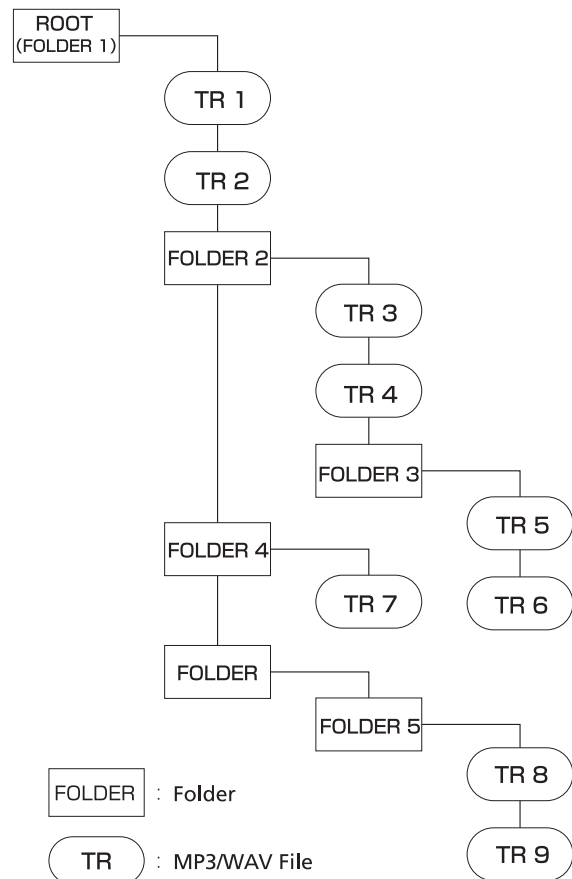 ROOT
(FOLDER 1)
TR 1
TR 2
FOLDER 2
TR 3
TR 4
FOLDER 3
TR 5
FOLDER 4
TR 7
TR 6
FOLDER
FOLDER 5
TR 8
FOLDER : Folder
TR 9
TR : MP3/WAV File